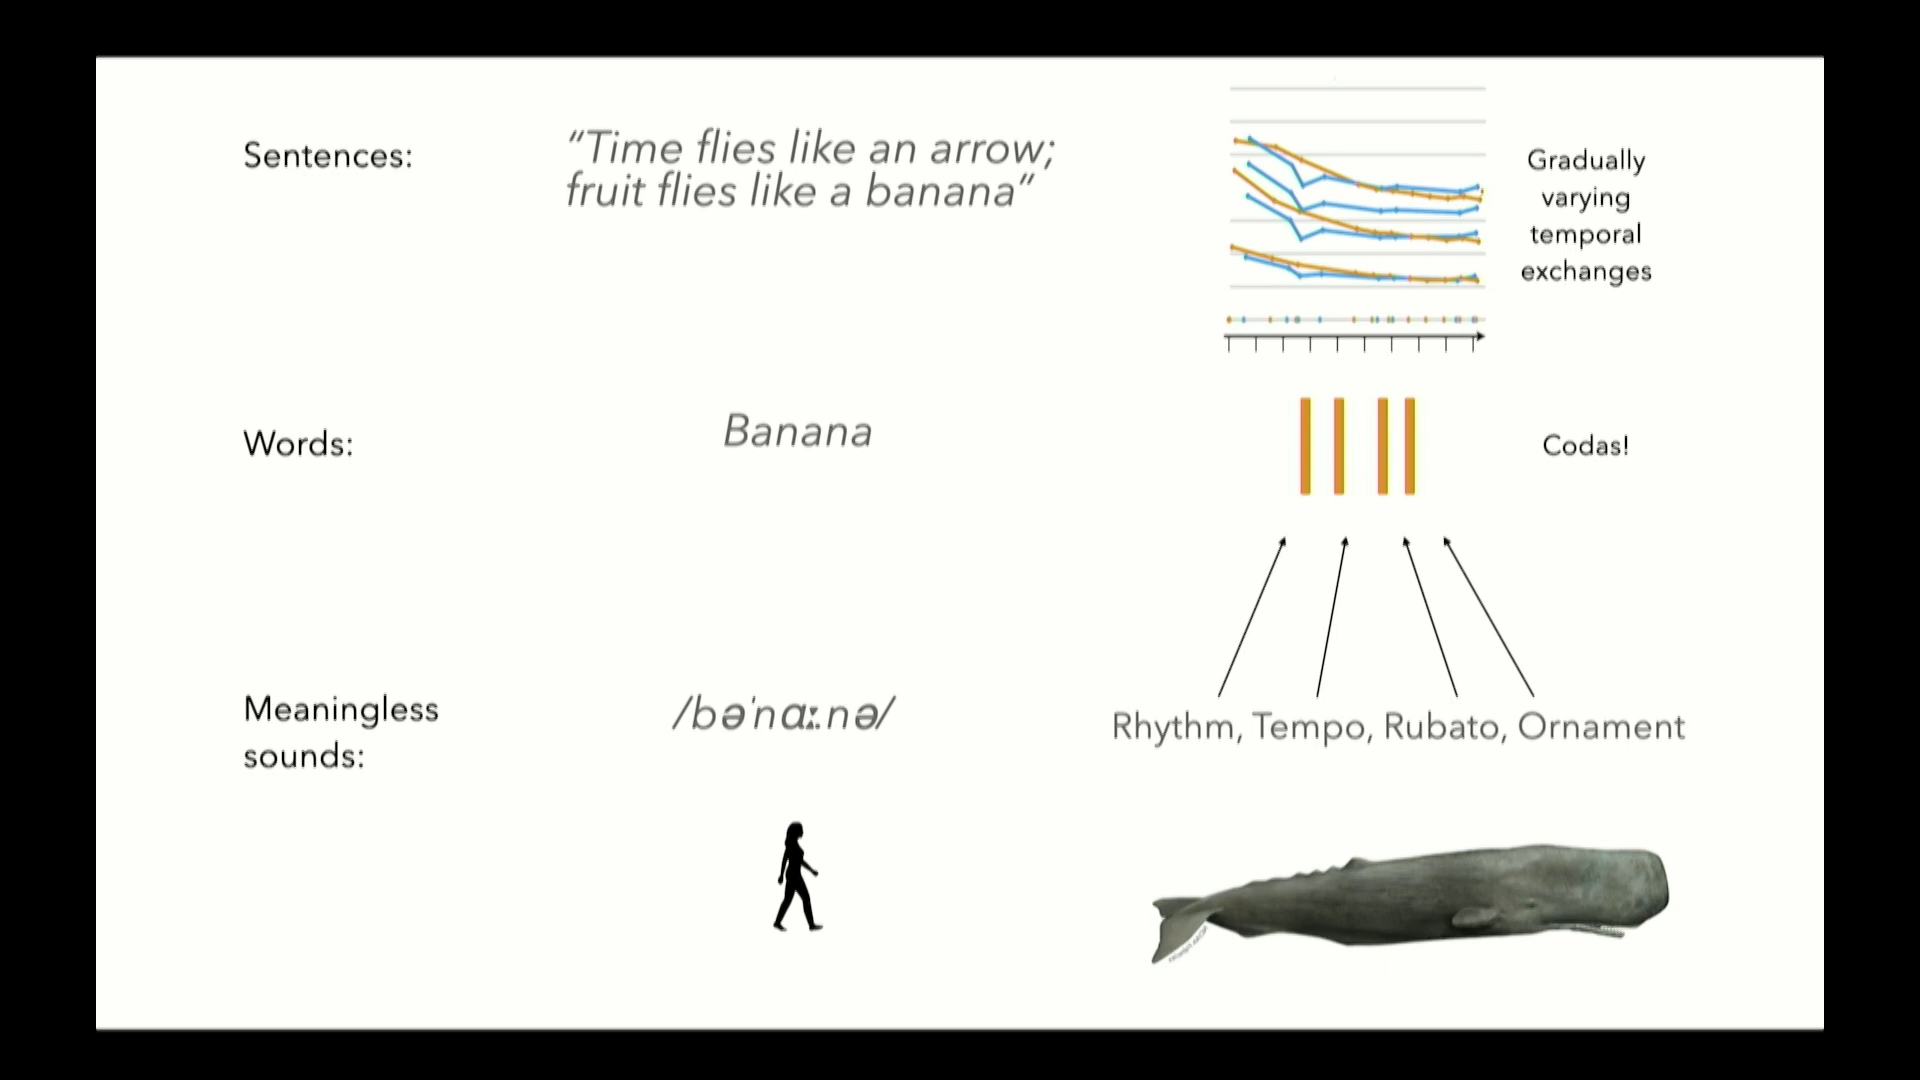 Sentences:
“Time flies like an arrow;
fruit flies like a banana”
Gradually
varying
temporal
exchanges
Words:
Banana
Codas!
Meaningless
sounds:
/bəˈnɑːnə/
Rhythm, Tempo, Rubato, Ornament